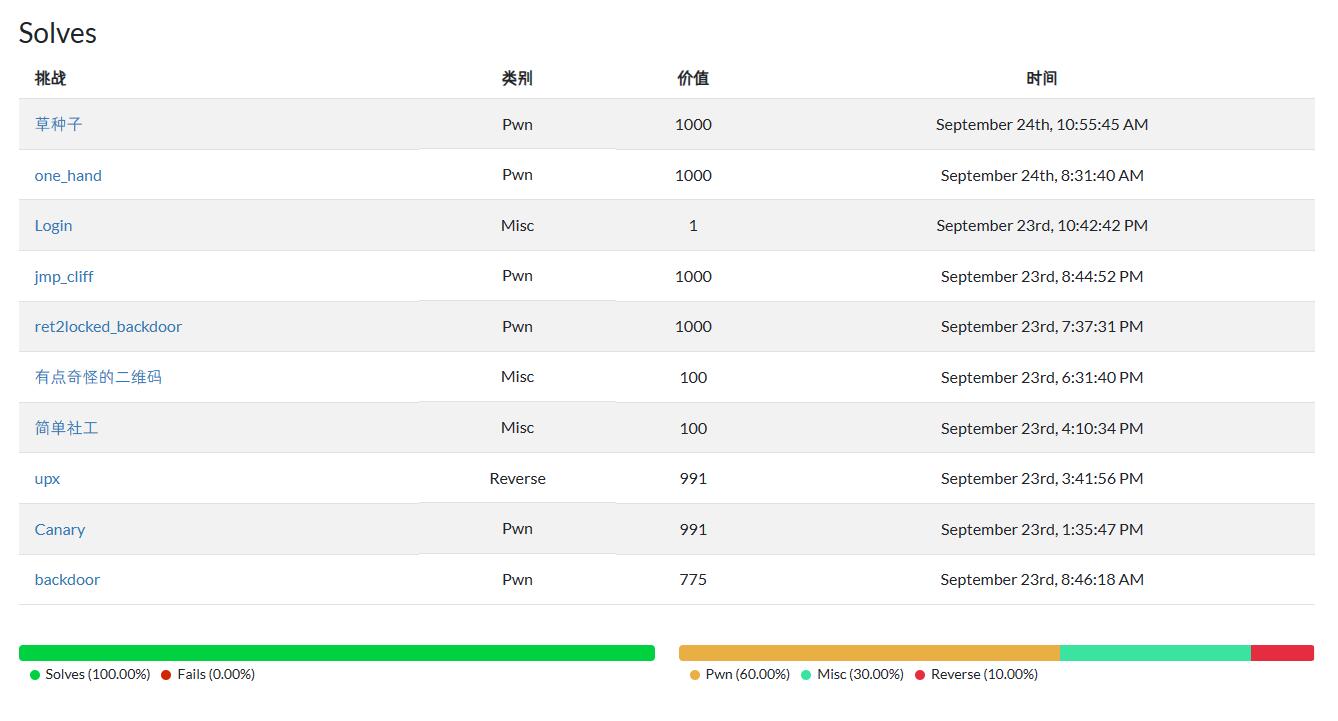 Solves
挑战 类别 价值 时间
草种子 Pwn 1000 September 24th, 10:55:45 AM
one_hand Pwn 1000 September 24th, 8:31:40 AM
Login Misc 1 September 23rd, 10:42:42 PM
jmp_cliff Pwn 1000 September 23rd, 8:44:52 PM
ret2locked_backdoor Pwn 1000 September 23rd, 7:37:31 PM
有点奇怪的二维码 Misc 100 September 23rd, 6:31:40 PM
简单社工 Misc 100 September 23rd, 4:10:34 PM
upx Reverse 991 September 23rd, 3:41:56 PM
Canary Pwn 991 September 23rd, 1:35:47 PM
backdoor Pwn 775 September 23rd, 8:46:18 AM
Solves (100.00%) Fails (0.00%) Pwn (60.00%) Misc (30.00%) Reverse (10.00%)